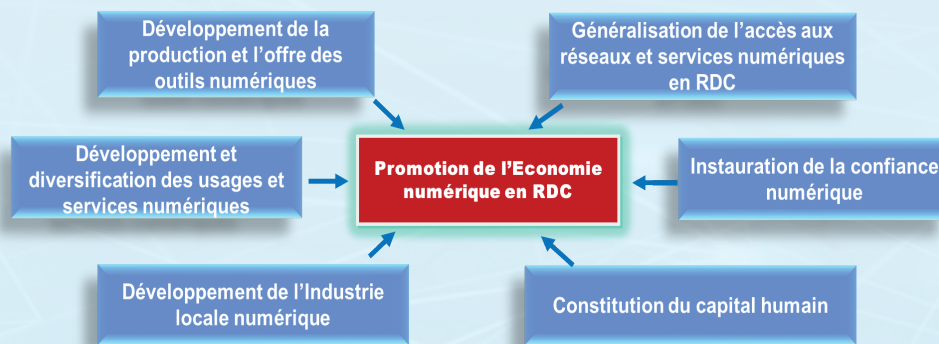 Développement de la
production et l'offre des
outils numériques
Généralisation de l'accès aux
réseaux et services numériques
en RDC
Développement et
diversification des usages et
services numériques
Promotion de l'Economie
numérique en RDC
Instauration de la confiance
numérique
Développement de l'Industrie
locale numérique
Constitution du capital humain